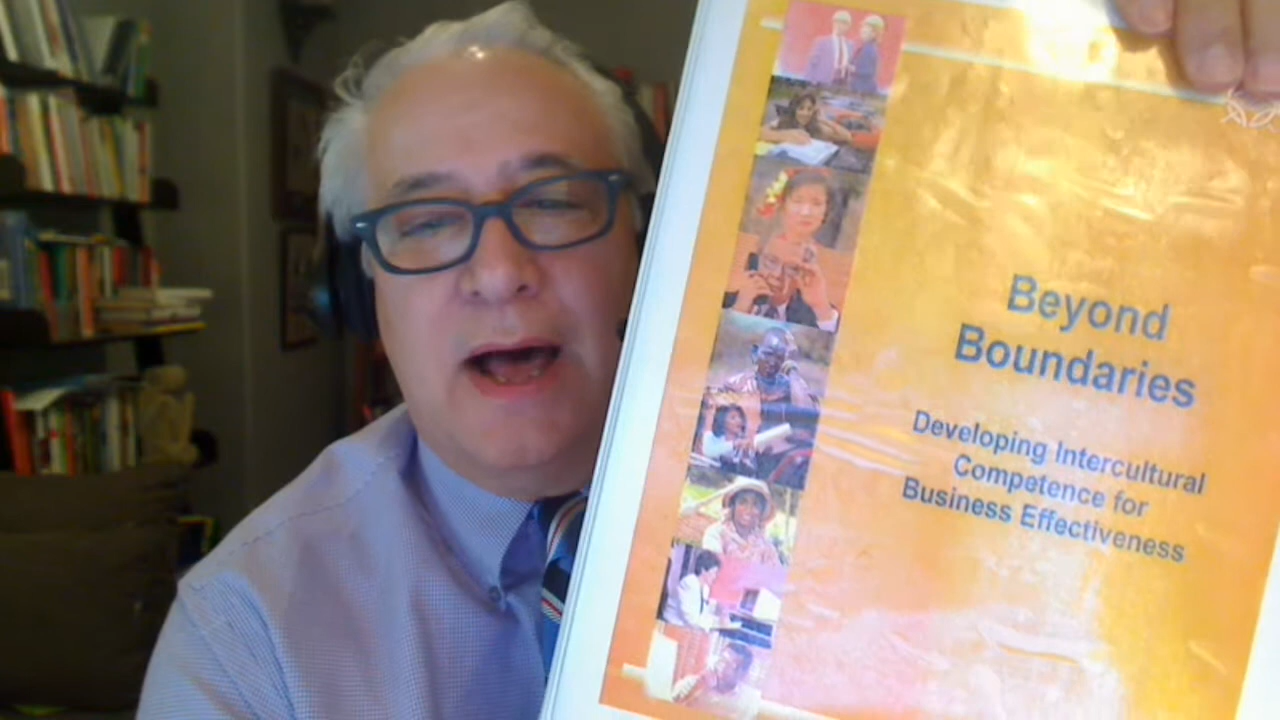 Beyond
Boundaries
Developing Intercultural
Competence for
Business Effectiveness